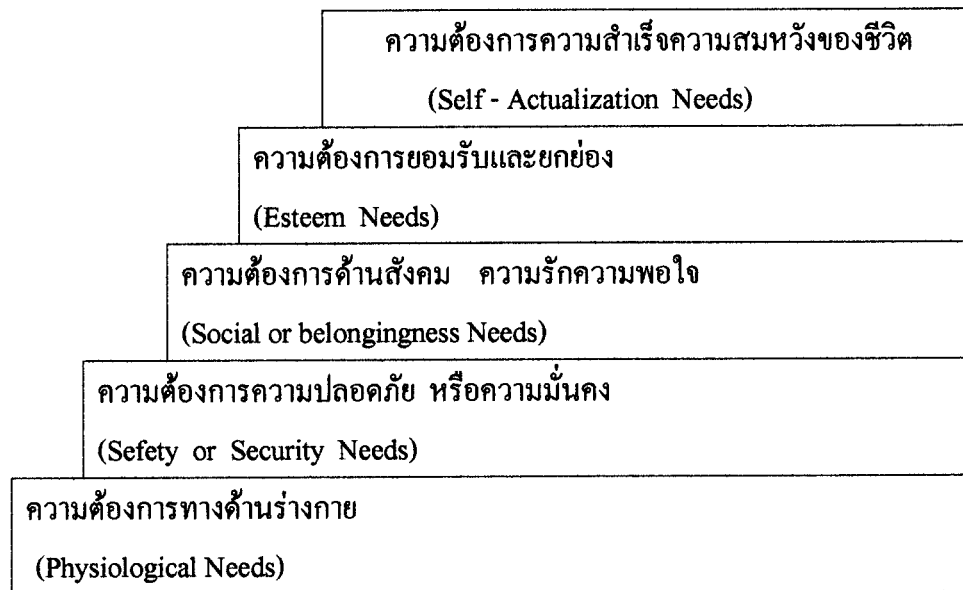 ความต้องการความสำเร็จความสมหวังของชีวิต
(Self - Actualization Needs)
ความต้องการยอมรับและยกย่อง
(Esteem Needs)
ความต้องการด้านสังคม ความรักความพอใจ
(Social or belongingness Needs)
ความต้องการความปลอดภัย หรือความมั่นคง
(Sefety or Security Needs)
ความต้องการทางด้านร่างกาย
(Physiological Needs)